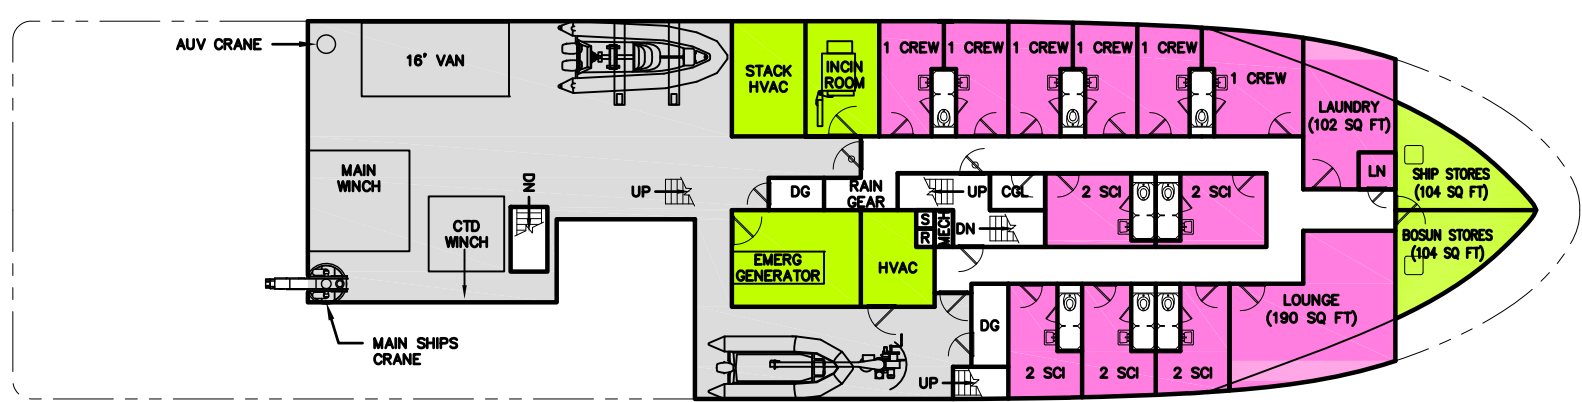 AUV CRANE
16' VAN
STACK
HVAC
INCIN
ROOM
1 CREW
1 CREW
1 CREW
1 CREW
1 CREW
1 CREW
LAUNDRY
(102 SQ FT)
LN
SHIP STORES
(104 SQ FT)
MAIN
WINCH
DN
UP
DG
RAIN
GEAR
UP
CGL
2 SCI
2 SCI
CTD
WINCH
S
R
MECH
DN
BOSUN STORES
(104 SQ FT)
EMERG
GENERATOR
HVAC
LOUNGE
(190 SQ FT)
DG
MAIN SHIPS
CRANE
UP
2 SCI
2 SCI
2 SCI